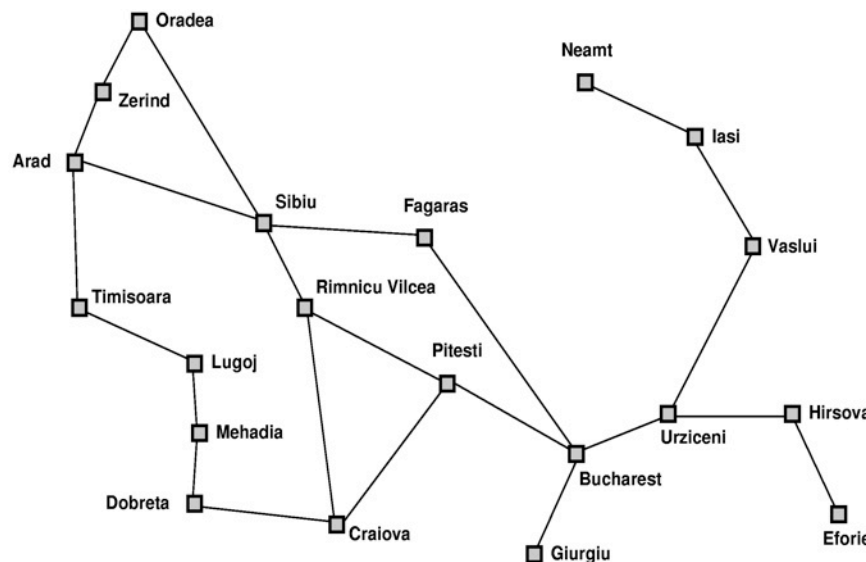 Oradea
Neamt
Zerind
Iasi
Arad
Sibiu
Fagaras
Vaslui
Timisoara
Rimnicu Vilcea
Lugoj
Pitesti
Hirsova
Mehadia
Urziceni
Bucharest
Dobreta
Craiova
Eforie
Giurgiu